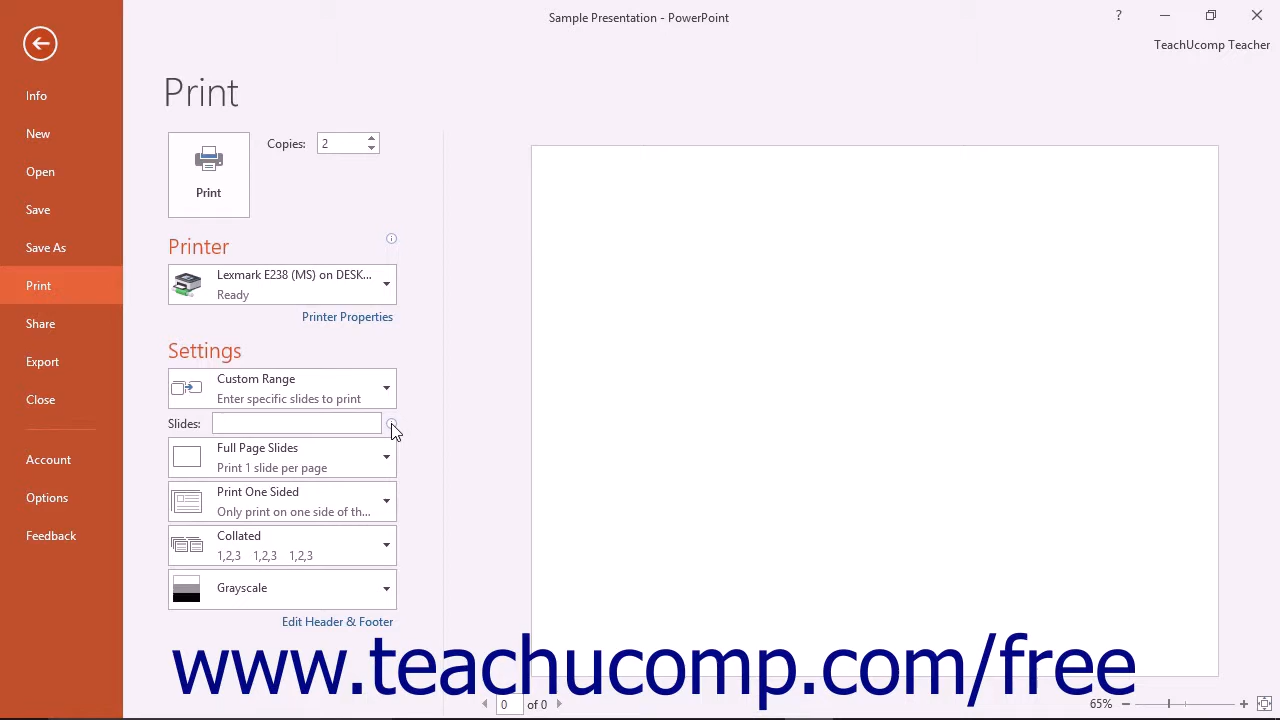 Sample Presentation - PowerPoint
?
TeachUcomp Teacher
Info
New
Open
Save
Save As
Print
Share
Export
Close
Account
Options
Feedback
Print
Print
Copies: 2
Printer
Lexmark E238 (MS) on DESK...
Ready
Printer Properties
Settings
Custom Range
Enter specific slides to print
Slides:
Full Page Slides
Print 1 slide per page
Print One Sided
Only print on one side of th...
Collated
1,2,3 1,2,3 1,2,3
Grayscale
Edit Header & Footer
www.teachucomp.com/free
0 of 0
65%